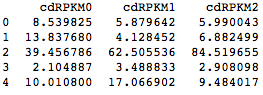 cdRPKM0 cdRPKM1 cdRPKM2
0 8.539825 5.879642 5.990043
1 13.837680 4.128452 6.882499
2 39.456786 62.505536 84.519655
3 2.104887 3.488833 2.908098
4 10.010800 17.066902 9.484017